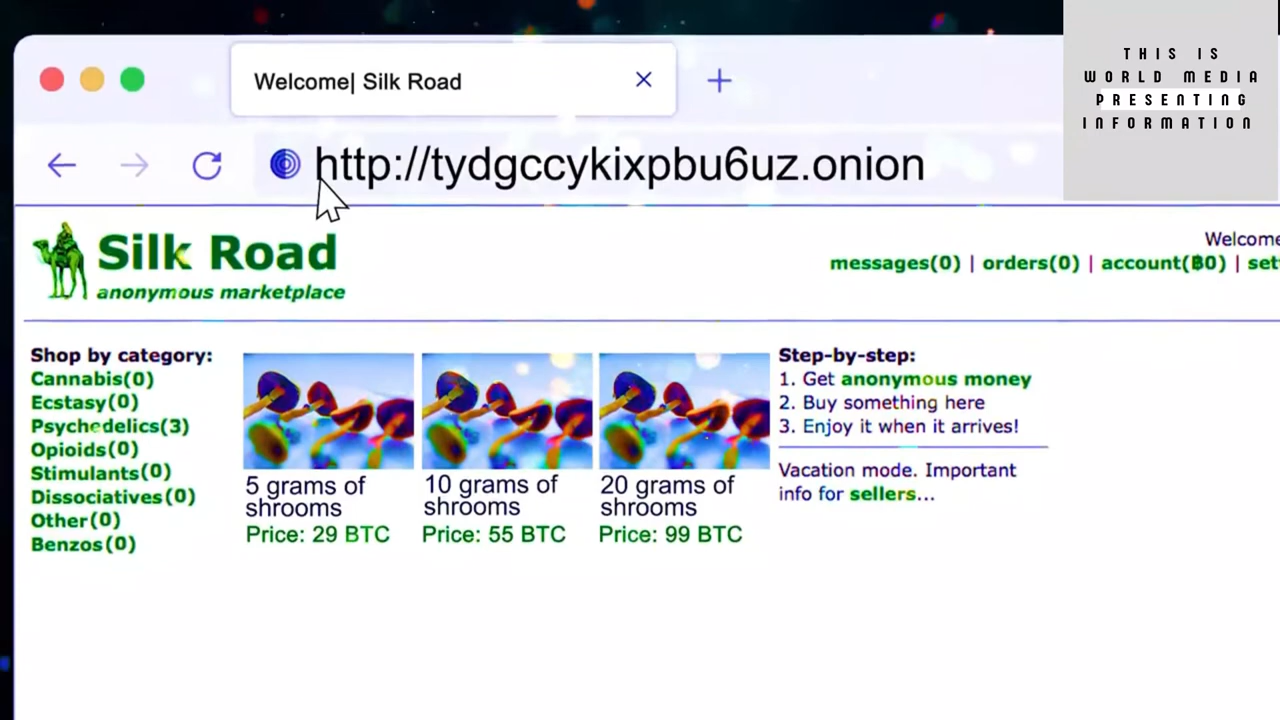 Welcome| Silk Road
THIS IS
WORLD MEDIA
PRESENTING
INFORMATION
http://tydgccykixpbu6uz.onion
Silk Road
anonymous marketplace
Welcome
messages(0) | orders(0) | account(฿0) | set
Shop by category:
Cannabis(0)
Ecstasy(0)
Psychedelics(3)
Opioids(0)
Stimulants(0)
Dissociatives(0)
Other(0)
Benzos(0)
5 grams of
shrooms
Price: 29 BTC
10 grams of
shrooms
Price: 55 BTC
20 grams of
shrooms
Price: 99 BTC
Step-by-step:
1. Get anonymous money
2. Buy something here
3. Enjoy it when it arrives!
Vacation mode. Important
info for sellers...